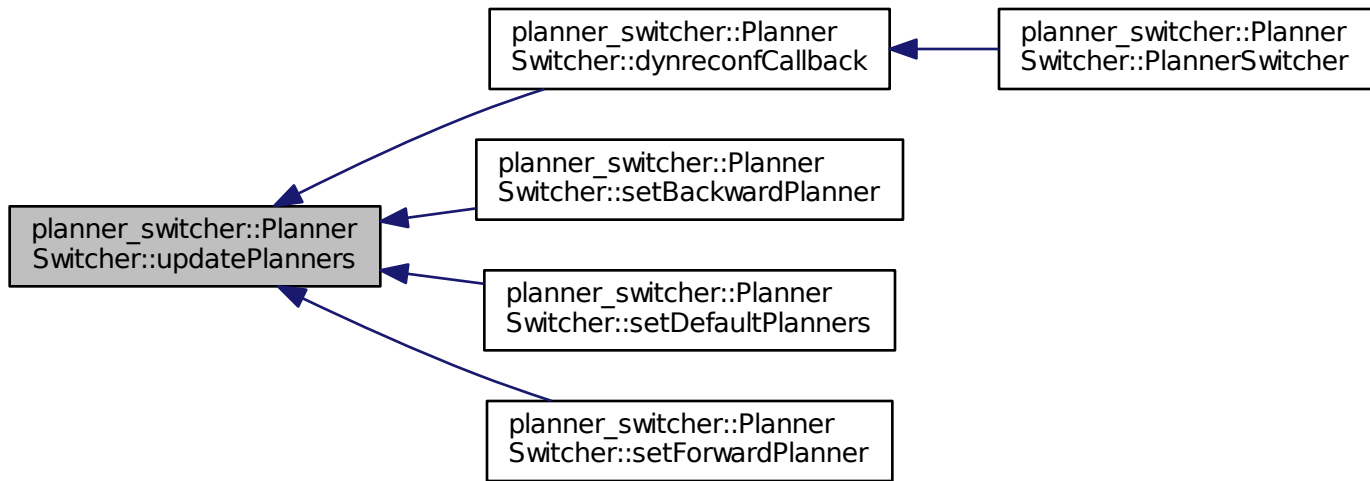 planner_switcher::Planner
Switcher::dynreconfCallback
planner_switcher::Planner
Switcher::PlannerSwitcher
planner_switcher::Planner
Switcher::setBackwardPlanner
planner_switcher::Planner
Switcher::updatePlanners
planner_switcher::Planner
Switcher::setDefaultPlanners
planner_switcher::Planner
Switcher::setForwardPlanner